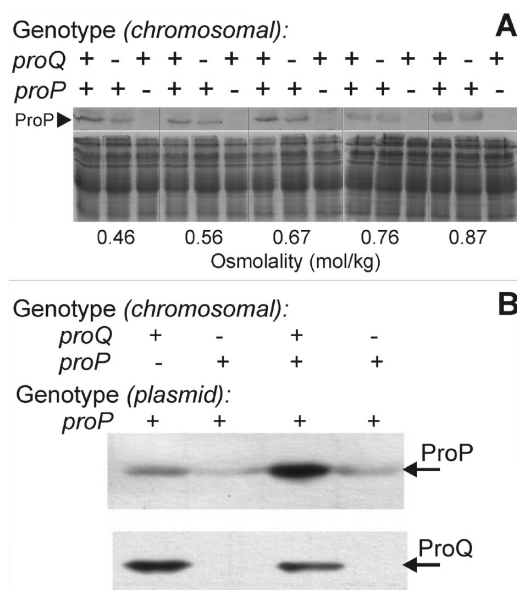 A
Genotype (chromosomal):
proQ + - + + - + + - + + - + + - +
proP + + - + + - + + - + + - + + -
ProP
0.46 0.56 0.67 0.76 0.87
Osmolality (mol/kg)
B
Genotype (chromosomal):
proQ + - + -
proP - + + +
Genotype (plasmid):
proP + + + +
ProP
ProQ